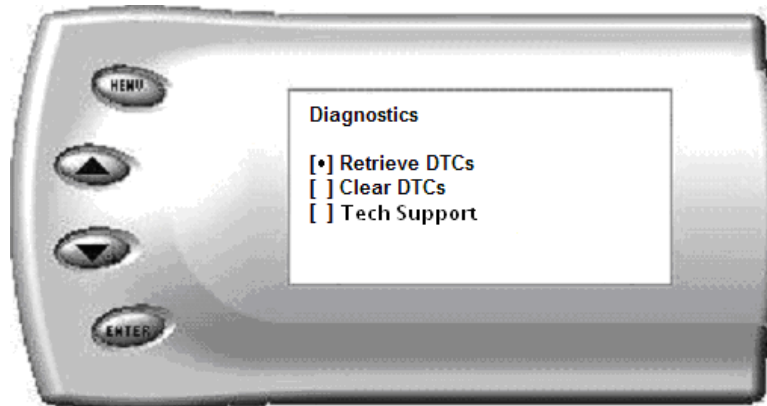 MENU
Diagnostics
[•] Retrieve DTCs
[ ] Clear DTCs
[ ] Tech Support
ENTER